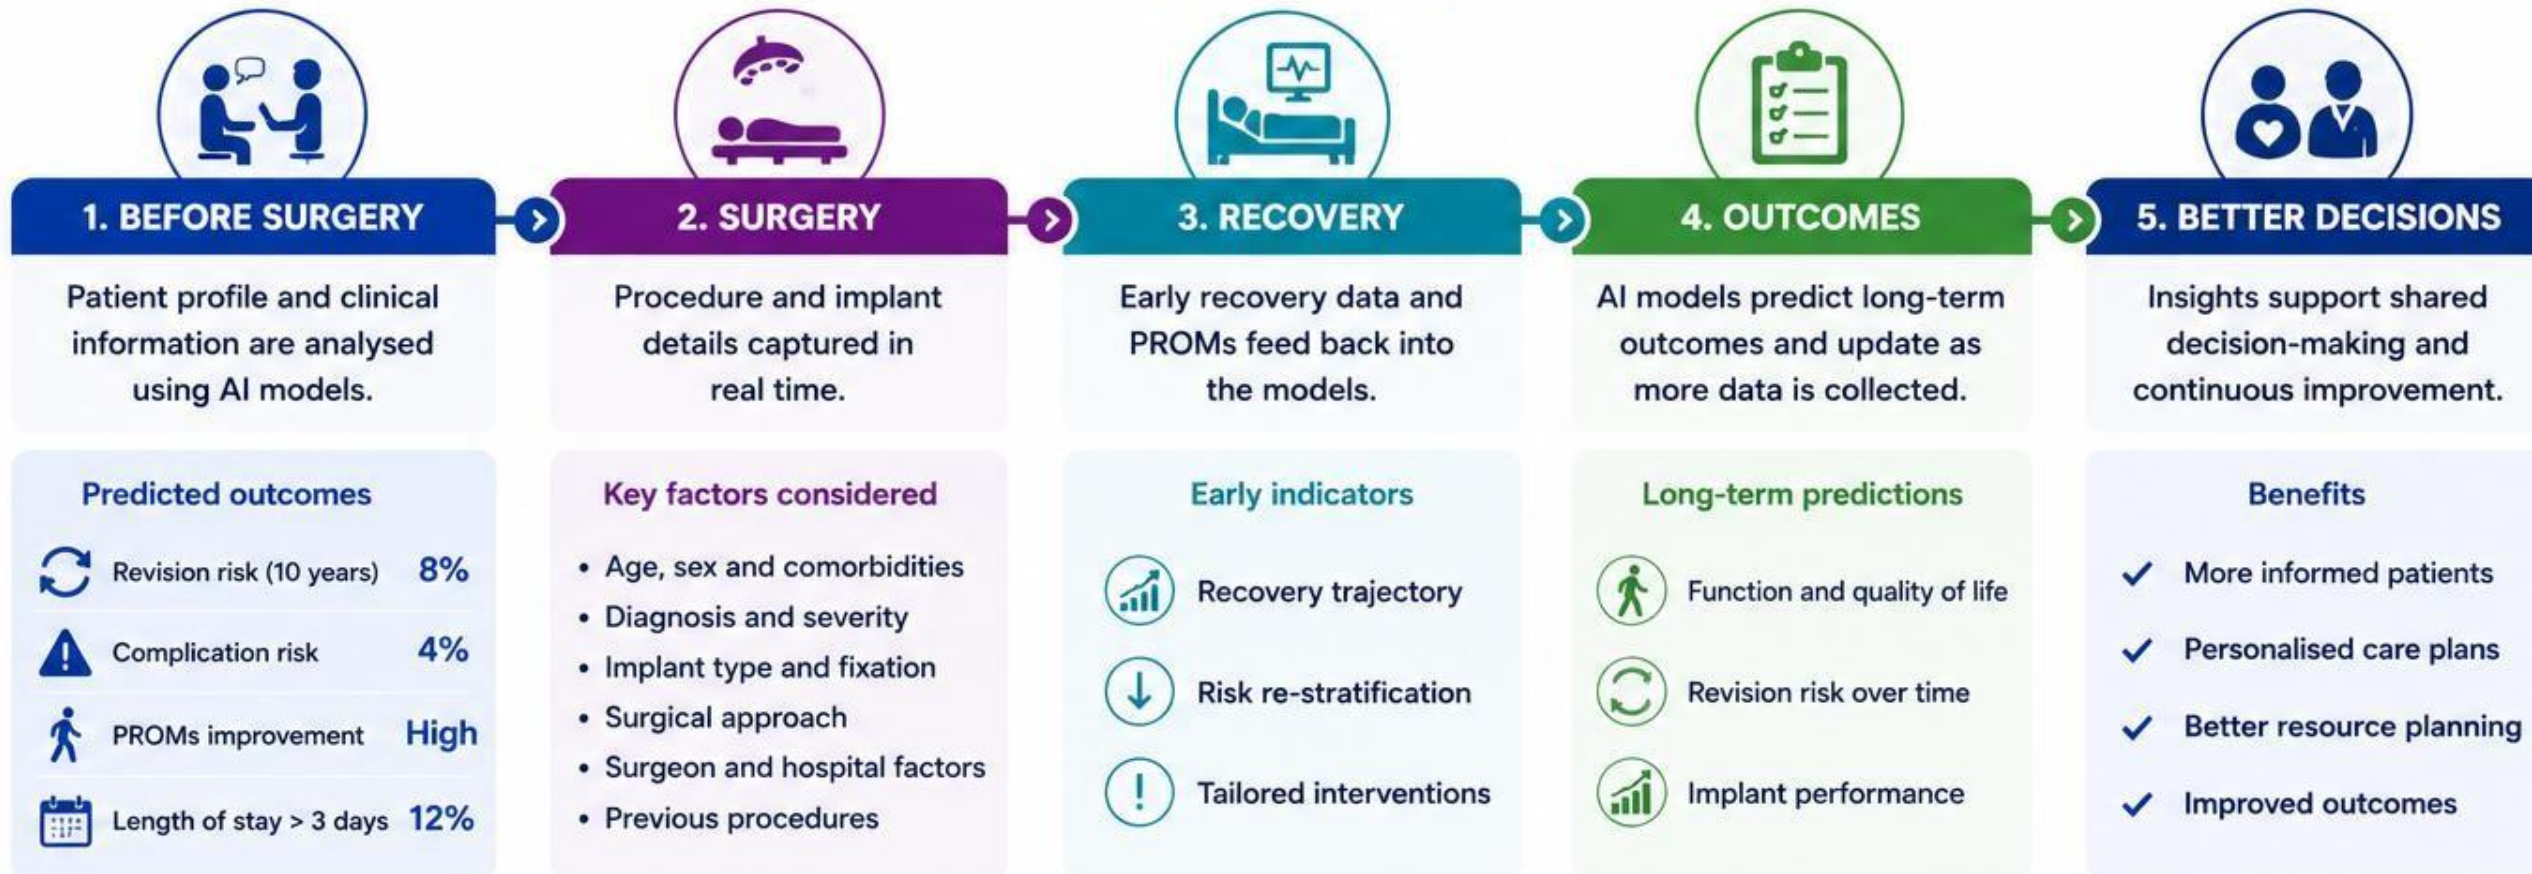 1. BEFORE SURGERY
Patient profile and clinical
information are analysed
using AI models.
Predicted outcomes
Revision risk (10 years) 8%
Complication risk 4%
PROMs improvement High
Length of stay > 3 days 12%
2. SURGERY
Procedure and implant
details captured in
real time.
Key factors considered
• Age, sex and comorbidities
• Diagnosis and severity
• Implant type and fixation
• Surgical approach
• Surgeon and hospital factors
• Previous procedures
3. RECOVERY
Early recovery data and
PROMs feed back into
the models.
Early indicators
Recovery trajectory
Risk re-stratification
Tailored interventions
4. OUTCOMES
AI models predict long-term
outcomes and update as
more data is collected.
Long-term predictions
Function and quality of life
Revision risk over time
Implant performance
5. BETTER DECISIONS
Insights support shared
decision-making and
continuous improvement.
Benefits
More informed patients
Personalised care plans
Better resource planning
Improved outcomes